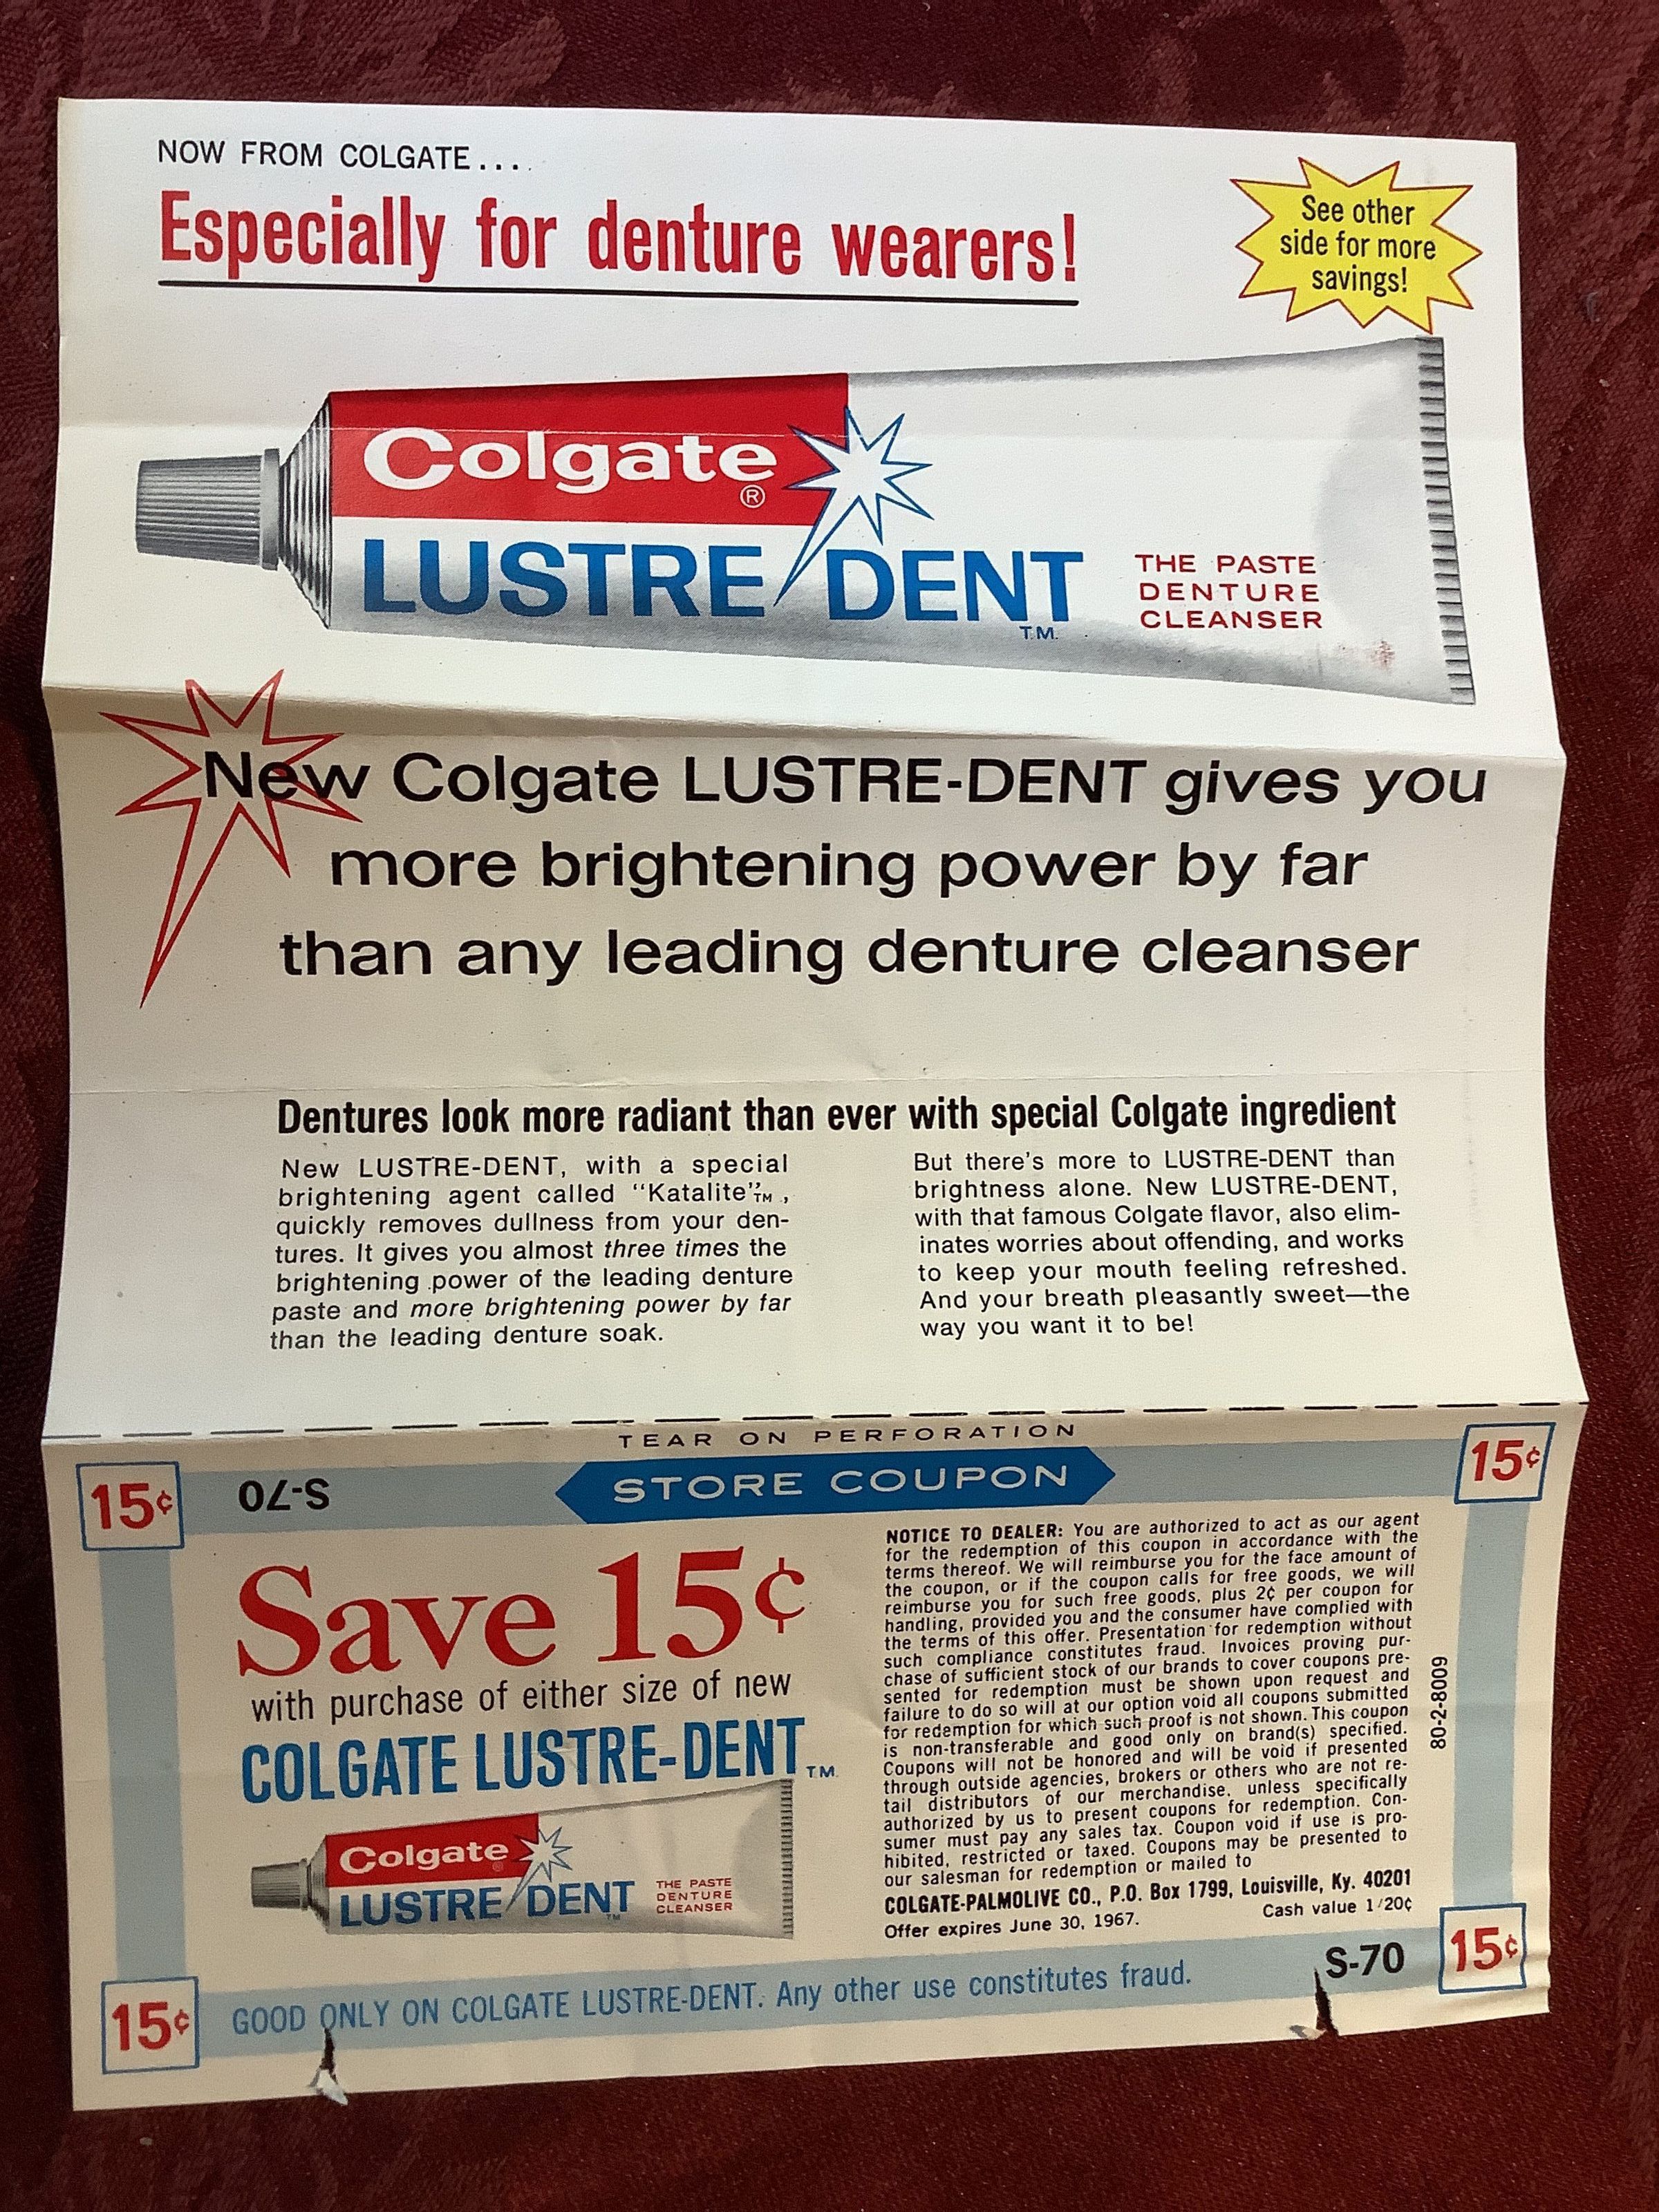 NOW FROM COLGATE....
Especially for denture wearers!
See other
side for more
savings!
Colgate
®
LUSTRE DENT
T.M.
THE PASTE
DENTURE
CLEANSER
New Colgate LUSTRE-DENT gives you
more brightening power by far
than any leading denture cleanser
Dentures look more radiant than ever with special Colgate ingredient
New LUSTRE-DENT, with a special
brightening agent called “Katalite”TM,
quickly removes dullness from your den-
tures. It gives you almost three times the
brightening power of the leading denture
paste and more brightening power by far
than the leading denture soak.
But there's more to LUSTRE-DENT than
brightness alone. New LUSTRE-DENT,
with that famous Colgate flavor, also elim-
inates worries about offending, and works
to keep your mouth feeling refreshed.
And your breath pleasantly sweet—the
way you want it to be!
TEAR ON PERFORATION
15¢
S-70
STORE COUPON
15¢
Save 15¢
with purchase of either size of new
COLGATE LUSTRE-DENT T.M.
Colgate
LUSTRE DENT
THE PASTE
DENTURE
CLEANSER
NOTICE TO DEALER: You are authorized to act as our agent
for the redemption of this coupon in accordance with the
terms thereof. We will reimburse you for the face amount of
the coupon, or if the coupon calls for free goods, we will
reimburse you for such free goods, plus 2¢ per coupon for
handling, provided you and the consumer have complied with
the terms of this offer. Presentation for redemption without
such compliance constitutes fraud. Invoices proving pur-
chase of sufficient stock of our brands to cover coupons pre-
sented for redemption must be shown upon request and
failure to do so will at our option void all coupons submitted
for redemption for which such proof is not shown. This coupon
is non-transferable and good only on brand(s) specified.
Coupons will not be honored and will be void if presented
through outside agencies, brokers or others who are not re-
tail distributors of our merchandise, unless specifically
authorized by us to present coupons for redemption. Con-
sumer must pay any sales tax. Coupon void if use is pro-
hibited, restricted or taxed. Coupons may be presented to
our salesman for redemption or mailed to
COLGATE-PALMOLIVE CO., P.O. Box 1799, Louisville, Ky. 40201
Offer expires June 30, 1967. Cash value 1/20¢
80-2-8009
15¢
GOOD ONLY ON COLGATE LUSTRE-DENT. Any other use constitutes fraud.
S-70
15¢